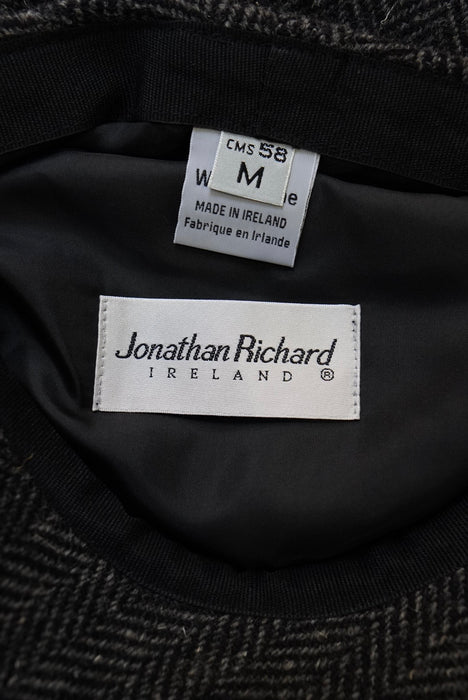 CMS 58
M
MADE IN IRELAND
Fabrique en Irlande
Jonathan Richard
IRELAND ®